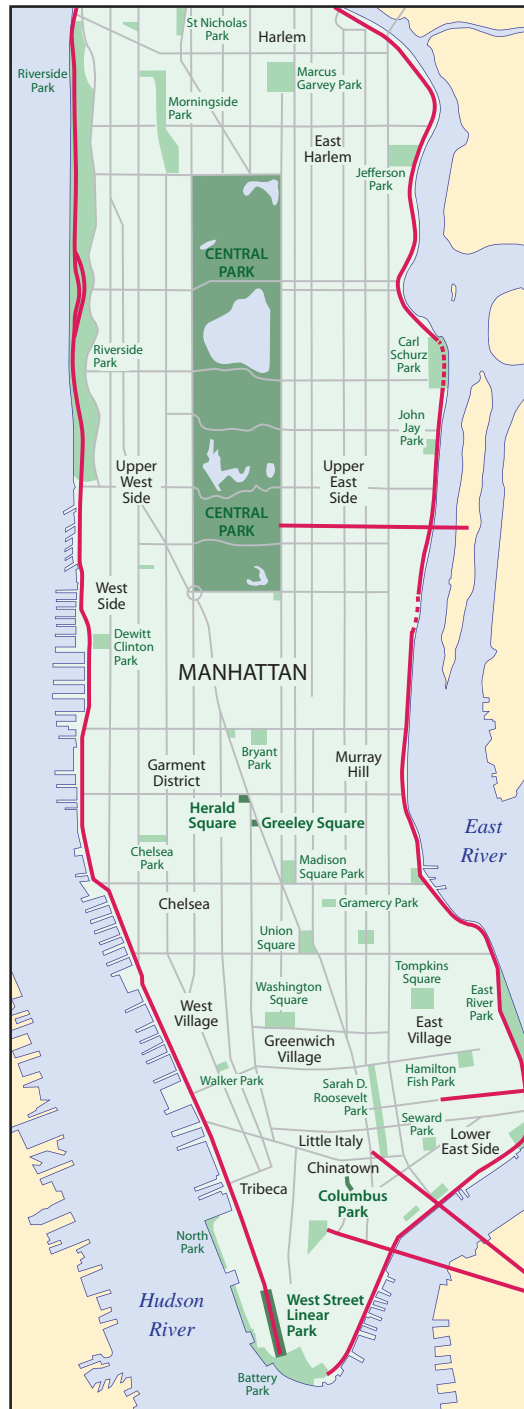 St Nicholas
Park
Harlem
Riverside
Park
Marcus
Garvey Park
Morningside
Park
East
Harlem
Jefferson
Park
CENTRAL
PARK
Riverside
Park
Carl
Schurz
Park
John
Jay
Park
Upper
West
Side
Upper
East
Side
CENTRAL
PARK
West
Side
Dewitt
Clinton
Park
MANHATTAN
Bryant
Park
Murray
Hill
Garment
District
Herald
Square
Greeley Square
East
River
Chelsea
Park
Madison
Square Park
Chelsea
Gramercy Park
Union
Square
Tompkins
Square
Washington
Square
East
River
Park
West
Village
East
Village
Greenwich
Village
Hamilton
Fish Park
Walker Park
Sarah D.
Roosevelt
Park
Seward
Park
Lower
East Side
Little Italy
Chinatown
Tribeca
Columbus
Park
North
Park
Hudson
River
West Street
Linear
Park
Battery
Park